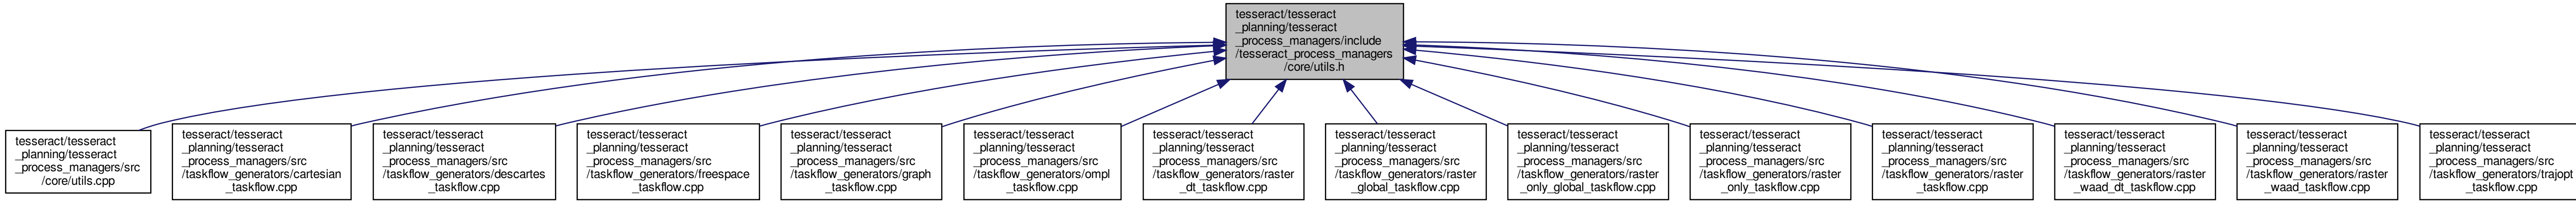 tesseract/tesseract
_planning/tesseract
_process_managers/include
/tesseract_process_managers
/core/utils.h
tesseract/tesseract
_planning/tesseract
_process_managers/src
/core/utils.cpp
tesseract/tesseract
_planning/tesseract
_process_managers/src
/taskflow_generators/cartesian
_taskflow.cpp
tesseract/tesseract
_planning/tesseract
_process_managers/src
/taskflow_generators/descartes
_taskflow.cpp
tesseract/tesseract
_planning/tesseract
_process_managers/src
/taskflow_generators/freespace
_taskflow.cpp
tesseract/tesseract
_planning/tesseract
_process_managers/src
/taskflow_generators/graph
_taskflow.cpp
tesseract/tesseract
_planning/tesseract
_process_managers/src
/taskflow_generators/ompl
_taskflow.cpp
tesseract/tesseract
_planning/tesseract
_process_managers/src
/taskflow_generators/raster
_dt_taskflow.cpp
tesseract/tesseract
_planning/tesseract
_process_managers/src
/taskflow_generators/raster
_global_taskflow.cpp
tesseract/tesseract
_planning/tesseract
_process_managers/src
/taskflow_generators/raster
_only_global_taskflow.cpp
tesseract/tesseract
_planning/tesseract
_process_managers/src
/taskflow_generators/raster
_only_taskflow.cpp
tesseract/tesseract
_planning/tesseract
_process_managers/src
/taskflow_generators/raster
_taskflow.cpp
tesseract/tesseract
_planning/tesseract
_process_managers/src
/taskflow_generators/raster
_waad_dt_taskflow.cpp
tesseract/tesseract
_planning/tesseract
_process_managers/src
/taskflow_generators/raster
_waad_taskflow.cpp
tesseract/tesseract
_planning/tesseract
_process_managers/src
/taskflow_generators/trajopt
_taskflow.cpp